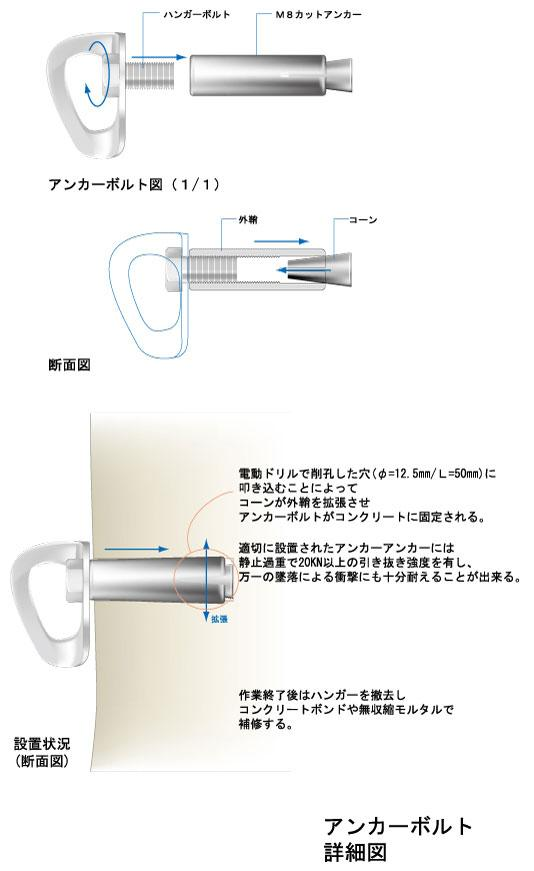 ハンガーボルト
M8カットアンカー
アンカーボルト図(1/1)
外鞘
コーン
断面図
電動ドリルで削孔した穴(φ=12.5mm/L=50mm)に
叩き込むことによって
コーンが外鞘を拡張させ
アンカーボルトがコンクリートに固定される。
適切に設置されたアンカーアンカーには
静止過重で20KN以上の引き抜き強度を有し、
万一の墜落による衝撃にも十分耐えることが出来る。
拡張
作業終了後はハンガーを撤去し
コンクリートボンドや無収縮モルタルで
補修する。
設置状況
(断面図)
アンカーボルト
詳細図